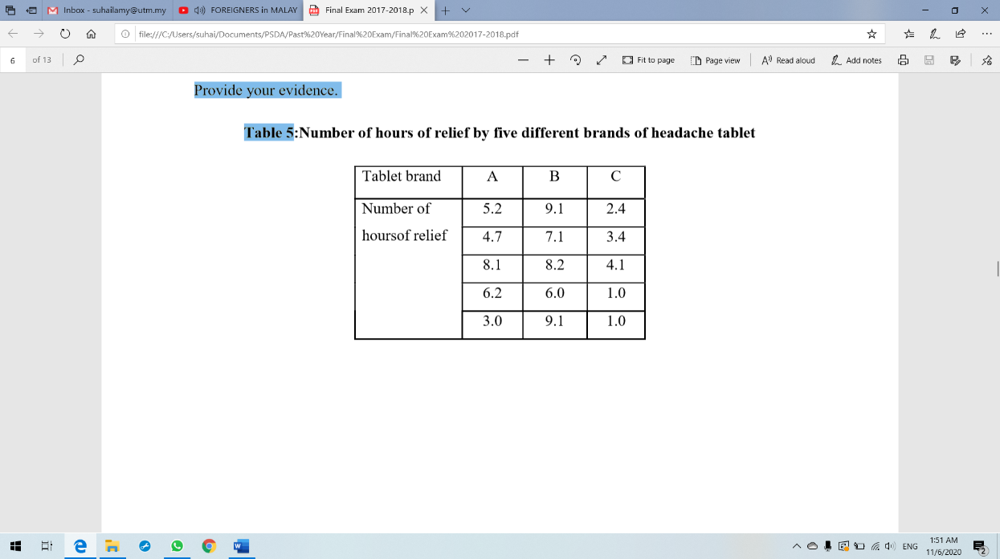 Inbox - suhailamy@utm.my
FOREIGNERS in MALAY
Final Exam 2017-2018.p
file:///C:/Users/suhai/Documents/PSDA/Past%20Year/Final%20Exam/Final%20Exam%202017-2018.pdf
6 of 13
Fit to page
Page view
Read aloud
Add notes
Provide your evidence.
Table 5:Number of hours of relief by five different brands of headache tablet
Tablet brand A B C
Number of 5.2 9.1 2.4
hoursof relief 4.7 7.1 3.4
8.1 8.2 4.1
6.2 6.0 1.0
3.0 9.1 1.0
ENG
1:51 AM
11/6/2020
2